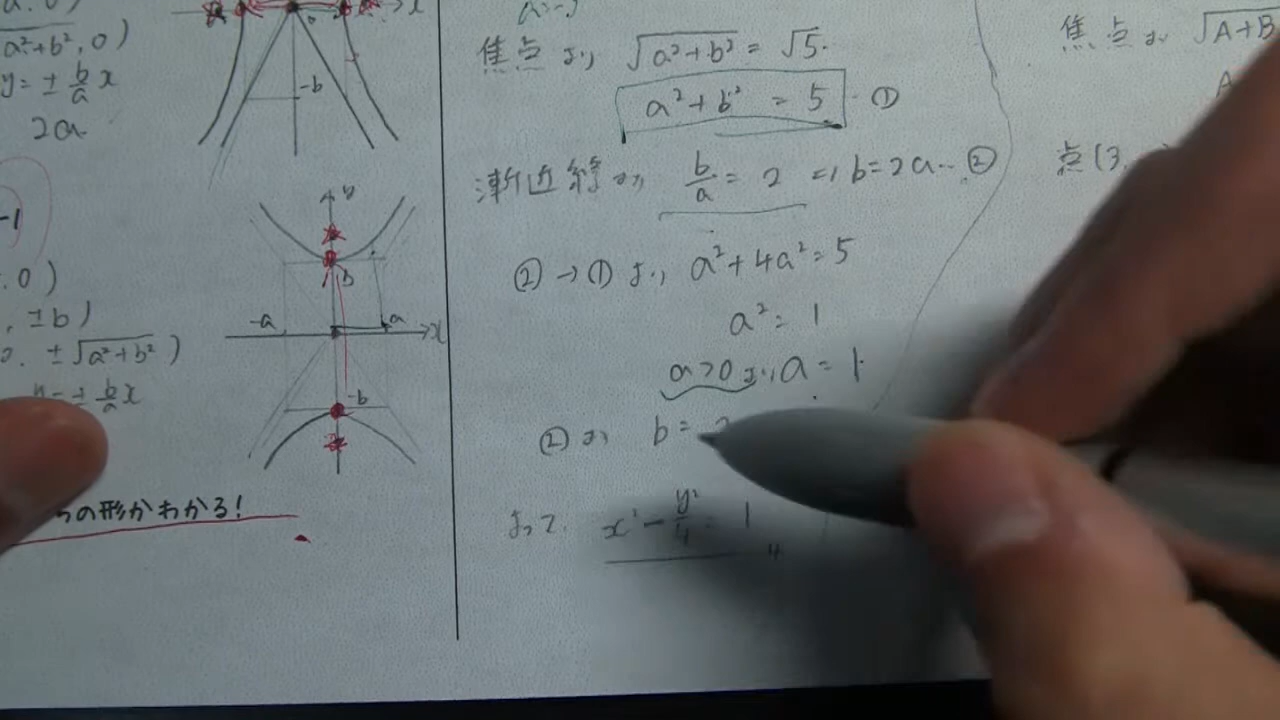 √a²+b², 0)
y = ± b/a x
2a
-b
-1
, 0)
, ±b)
0, ±√a²+b² )
y = ± b/a x
の形がわかる!
y
b
-a
a
x
-b
焦点より √a²+b² = √5.
a²+b² = 5 ①
漸近線より b/a = 2 ⇒ b=2a … ②
②→①より a²+4a² = 5
a² = 1
a>0より a = 1
②より b =
よって. x² - y²/4 = 1
焦点より √A+B
点(3,